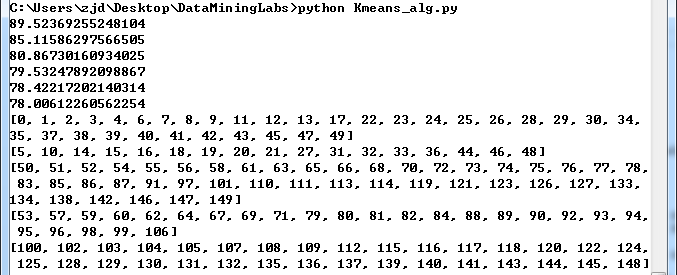 C:\Users\zjd\Desktop\DataMiningLabs>python Kmeans_alg.py
89.52369255248104
85.11586297566505
80.86730160934025
79.53247892098867
78.42217202140314
78.00612260562254
[0, 1, 2, 3, 4, 6, 7, 8, 9, 11, 12, 13, 17, 22, 23, 24, 25, 26, 28, 29, 30, 34,
35, 37, 38, 39, 40, 41, 42, 43, 45, 47, 49]
[5, 10, 14, 15, 16, 18, 19, 20, 21, 27, 31, 32, 33, 36, 44, 46, 48]
[50, 51, 52, 54, 55, 56, 58, 61, 63, 65, 66, 68, 70, 72, 73, 74, 75, 76, 77, 78,
83, 85, 86, 87, 91, 97, 101, 110, 111, 113, 114, 119, 121, 123, 126, 127, 133,
134, 138, 142, 146, 147, 149]
[53, 57, 59, 60, 62, 64, 67, 69, 71, 79, 80, 81, 82, 84, 88, 89, 90, 92, 93, 94,
95, 96, 98, 99, 106]
[100, 102, 103, 104, 105, 107, 108, 109, 112, 115, 116, 117, 118, 120, 122, 124,
125, 128, 129, 130, 131, 132, 135, 136, 137, 139, 140, 141, 143, 144, 145, 148]